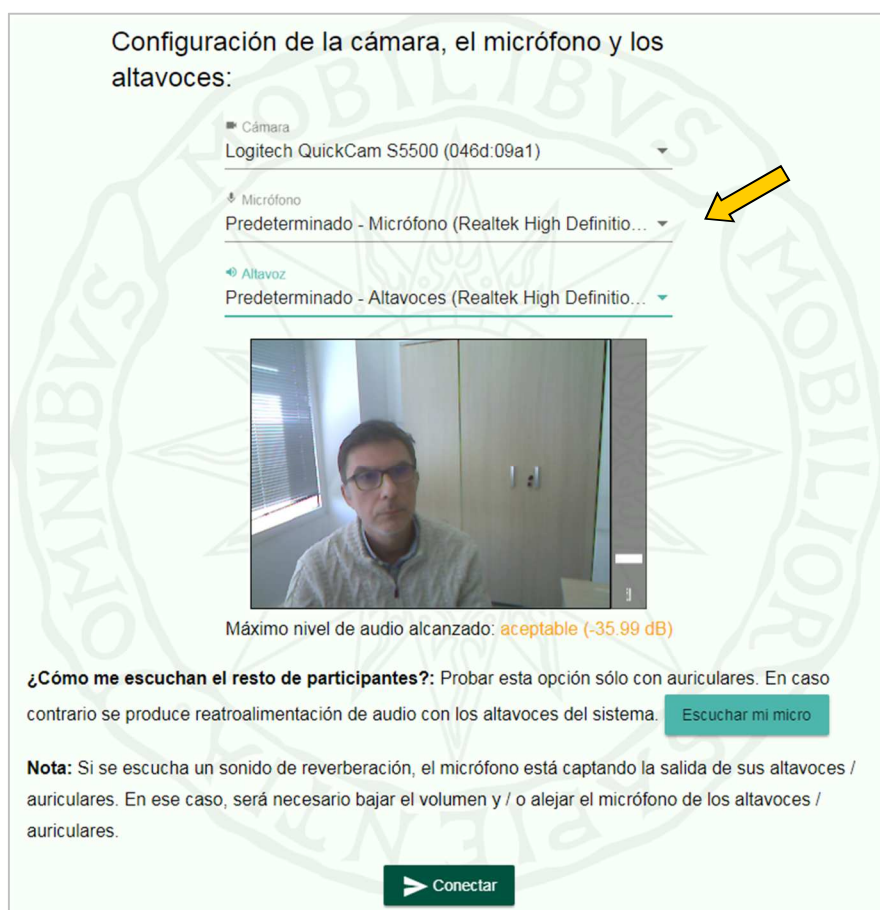 Configuración de la cámara, el micrófono y los
altavoces:
Cámara
Logitech QuickCam S5500 (046d:09a1)
Micrófono
Predeterminado - Micrófono (Realtek High Definitio...
Altavoz
Predeterminado - Altavoces (Realtek High Definitio...
Máximo nivel de audio alcanzado: aceptable (-35.99 dB)
¿Cómo me escuchan el resto de participantes?: Probar esta opción sólo con auriculares. En caso
contrario se produce reatroalimentación de audio con los altavoces del sistema. Escuchar mi micro
Nota: Si se escucha un sonido de reverberación, el micrófono está captando la salida de sus altavoces /
auriculares. En ese caso, será necesario bajar el volumen y / o alejar el micrófono de los altavoces /
auriculares.
Conectar
OMNIBVS MOBILIBVS MOBILIOR SAPIENTIA